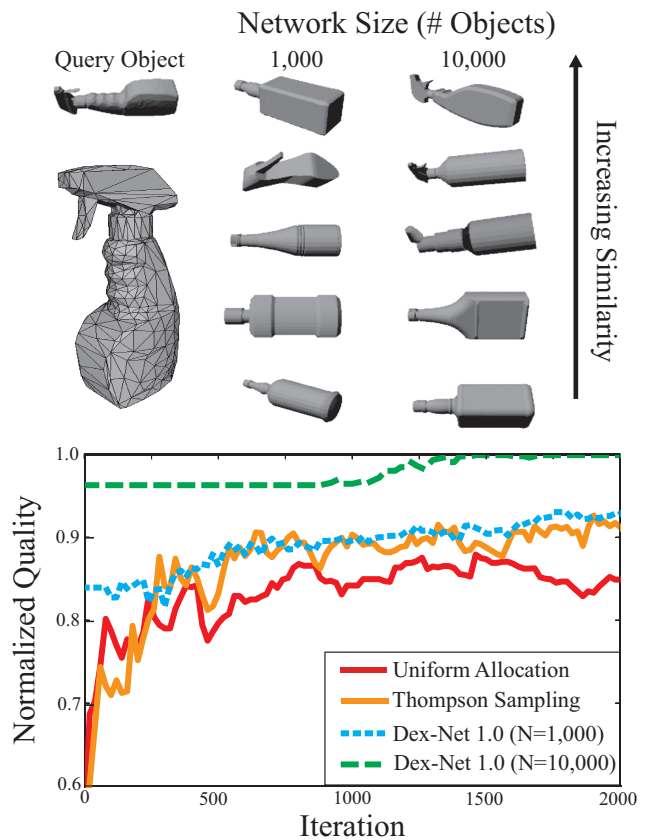 Network Size (# Objects)
Query Object
1,000
10,000
Increasing Similarity
Normalized Quality
1.0
0.9
0.8
0.7
0.6
0
500
1000
1500
2000
Iteration
Uniform Allocation
Thompson Sampling
Dex-Net 1.0 (N=1,000)
Dex-Net 1.0 (N=10,000)